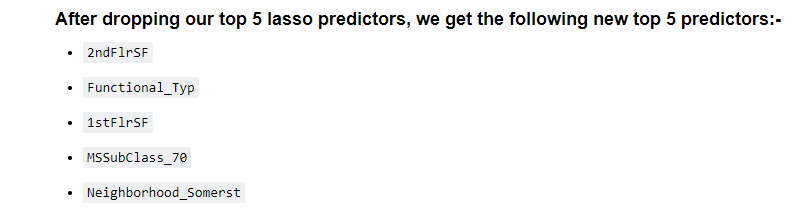 After dropping our top 5 lasso predictors, we get the following new top 5 predictors:-
• 2ndFlrSF
• Functional_Typ
• 1stFlrSF
• MSSubClass_70
• Neighborhood_Somerst